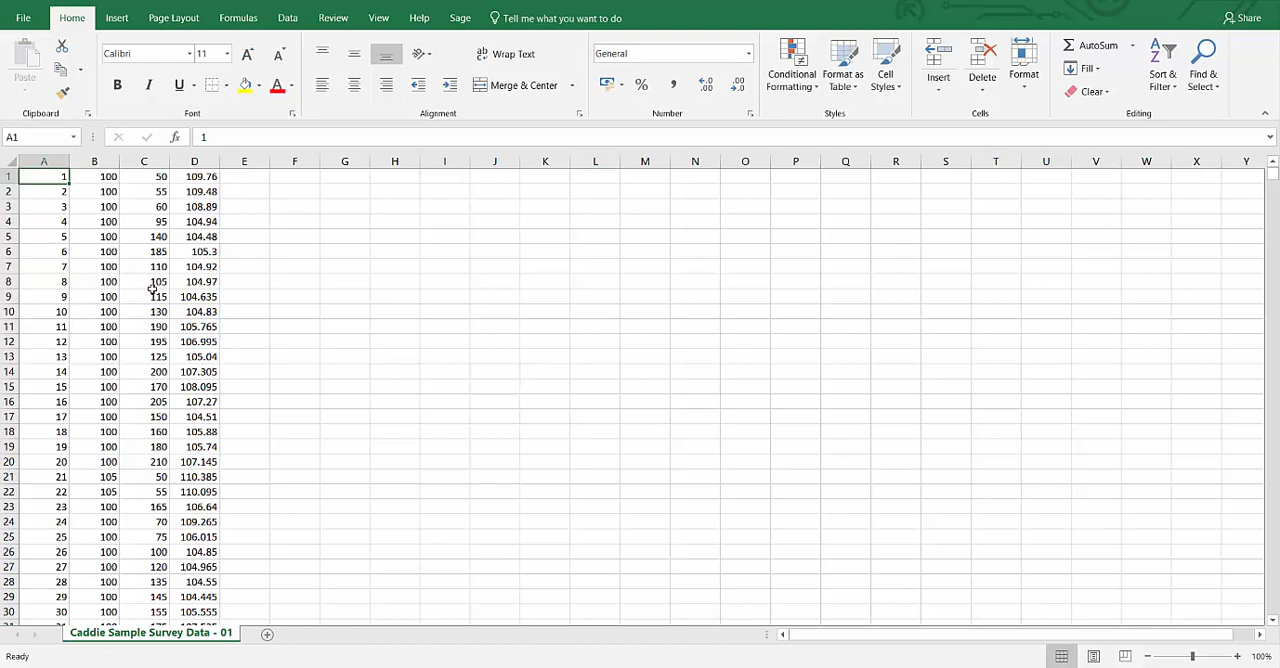 File Home Insert Page Layout Formulas Data Review View Help Sage Tell me what you want to do Share
Calibri 11 Wrap Text General AutoSum
Paste Conditional Formatting Format as Table Cell Styles Insert Delete Format Fill Sort & Filter Find & Select
B I U Merge & Center % , Clear
Clipboard Font Alignment Number Styles Cells Editing
A1 fx 1
A B C D E F G H I J K L M N O P Q R S T U V W X Y
1 1 100 50 109.76
2 2 100 55 109.48
3 3 100 60 108.89
4 4 100 95 104.94
5 5 100 140 104.48
6 6 100 185 105.3
7 7 100 110 104.92
8 8 100 105 104.97
9 9 100 115 104.635
10 10 100 130 104.83
11 11 100 190 105.765
12 12 100 195 106.995
13 13 100 125 105.04
14 14 100 200 107.305
15 15 100 170 108.095
16 16 100 205 107.27
17 17 100 150 104.51
18 18 100 160 105.88
19 19 100 180 105.74
20 20 100 210 107.145
21 21 105 50 110.385
22 22 105 55 110.095
23 23 100 165 106.64
24 24 100 70 109.265
25 25 100 75 106.015
26 26 100 100 104.85
27 27 100 120 104.965
28 28 100 135 104.55
29 29 100 145 104.445
30 30 100 155 105.555
Caddie Sample Survey Data - 01
Ready 100%